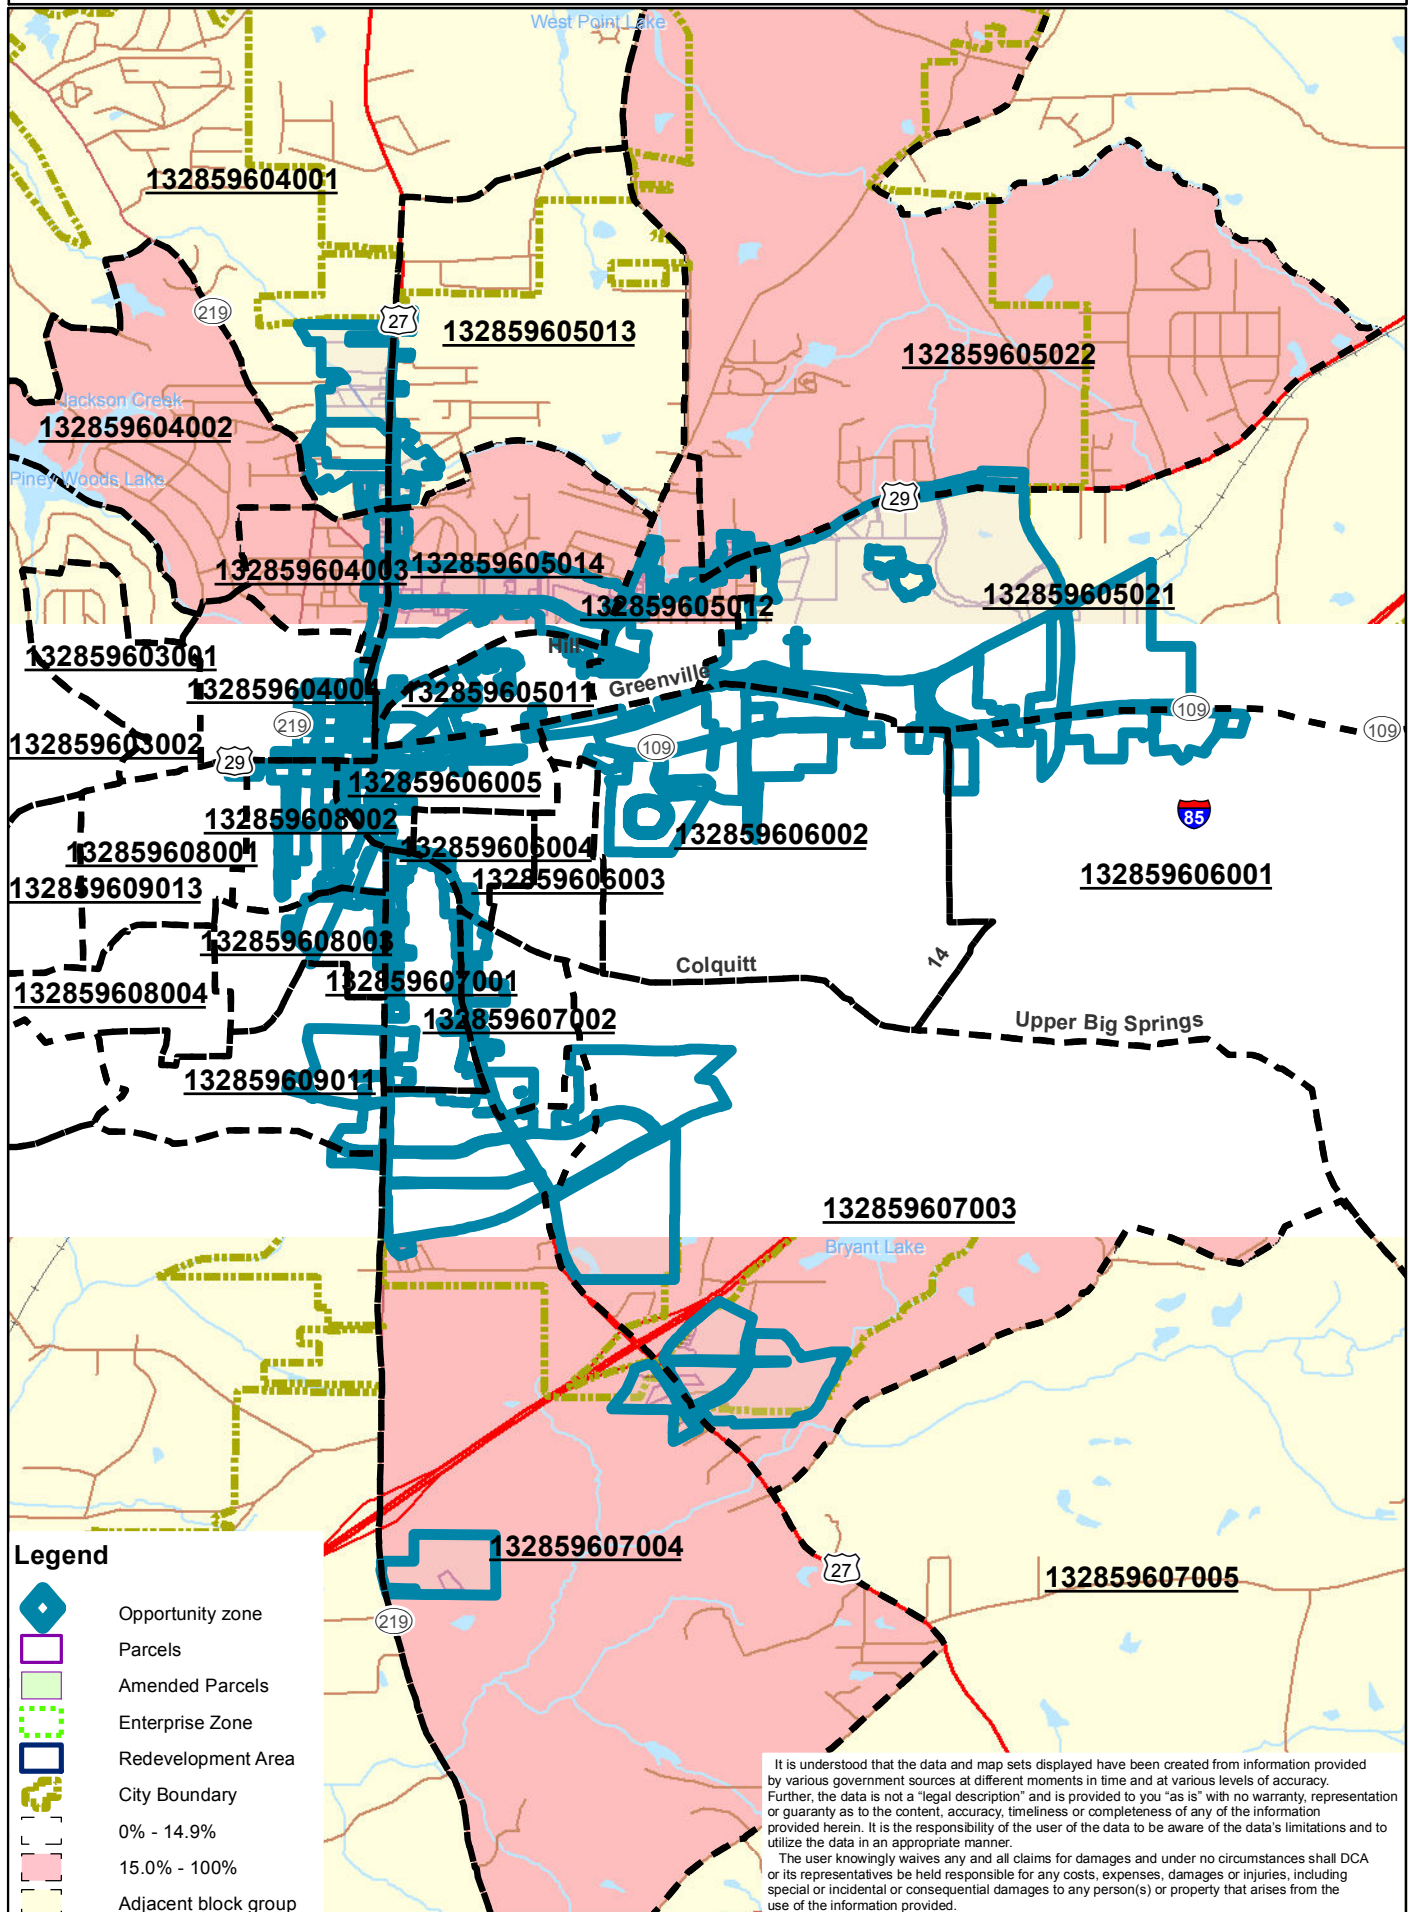 West Point Lake
132859604001
219
27
132859605013
132859605022
Jackson Creek
132859604002
Piney Woods Lake
29
132859604003
132859605014
132859605021
132859605012
Hill
132859603001
Greenville
132859604004
132859605011
219
109
109
132859603002
109
29
132859606005
85
132859608002
132859606004
132859606002
132859608001
132859606003
132859606001
132859609013
132859608003
14
Colquitt
132859607001
132859608004
132859607002
Upper Big Springs
132859609011
132859607003
Bryant Lake
132859607004
27
132859607005
219
Legend
Opportunity zone
Parcels
Amended Parcels
Enterprise Zone
Redevelopment Area
City Boundary
0% - 14.9%
15.0% - 100%
Adjacent block group
It is understood that the data and map sets displayed have been created from information provided
by various government sources at different moments in time and at various levels of accuracy.
Further, the data is not a “legal description” and is provided to you “as is” with no warranty, representation
or guaranty as to the content, accuracy, timeliness or completeness of any of the information
provided herein. It is the responsibility of the user of the data to be aware of the data’s limitations and to
utilize the data in an appropriate manner.
The user knowingly waives any and all claims for damages and under no circumstances shall DCA
or its representatives be held responsible for any costs, expenses, damages or injuries, including
special or incidental or consequential damages to any person(s) or property that arises from the
use of the information provided.